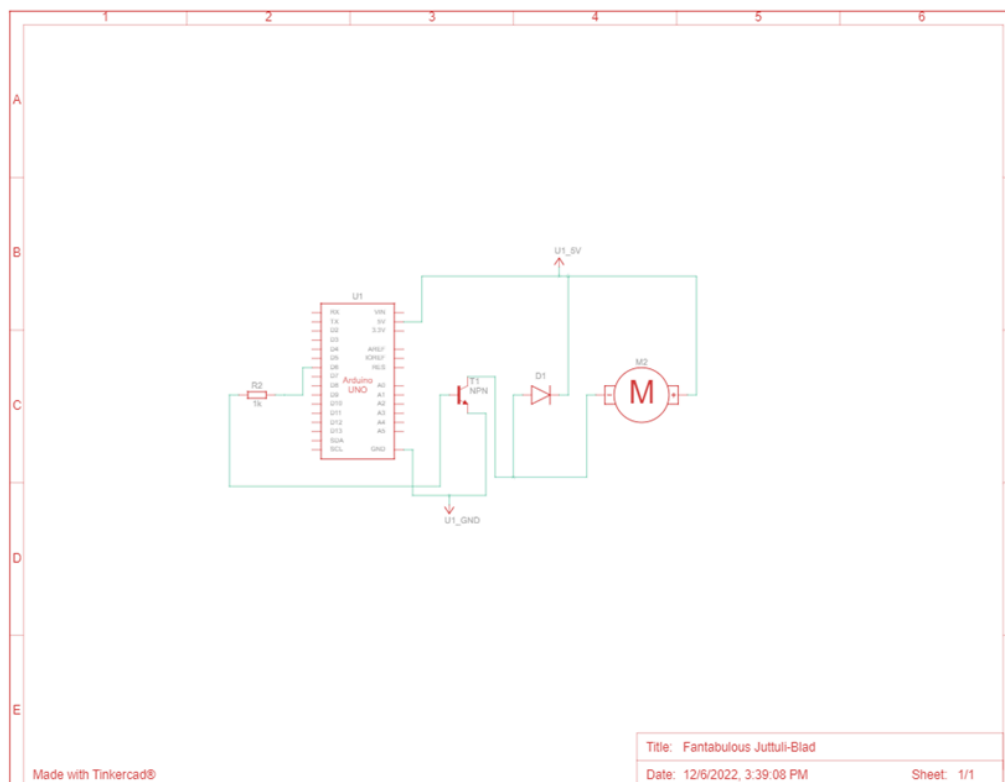 1 2 3 4 5 6
A
B
C
D
E
U1_5V
U1
RX VIN
TX 5V
D2 3.3V
D3
D4 AREF
D5 IOREF
D6 RES
D7
D8 A0
D9 A1
D10 A2
D11 A3
D12 A4
D13 A5
SDA
SCL GND
Arduino
UNO
R2
1k
T1
NPN
D1
M2
- M +
U1_GND
Title: Fantabulous Juttuli-Blad
Made with Tinkercad®
Date: 12/6/2022, 3:39:08 PM
Sheet: 1/1